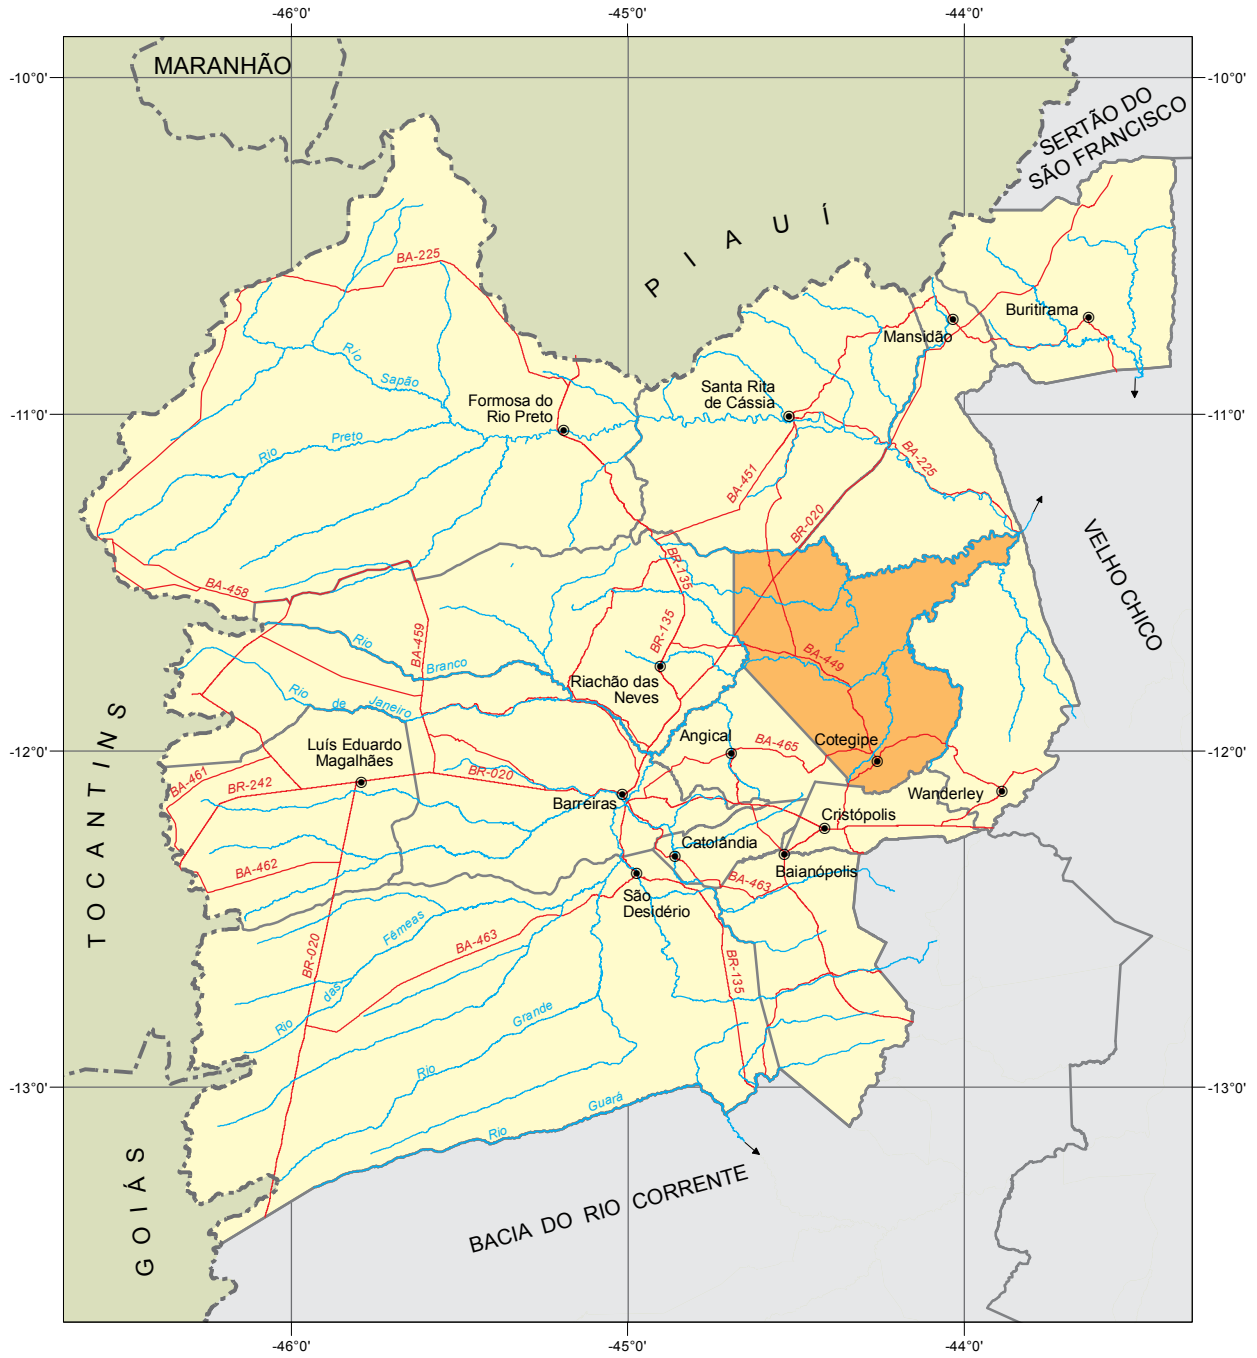 -46°0'
-45°0'
-44°0'
-10°0'
-10°0'
MARANHÃO
SERTÃO DO
SÃO FRANCISCO
PIAUÍ
BA-225
Rio
Sapão
Buritirama
Mansidão
Santa Rita
de Cássia
Formosa do
Rio Preto
-11°0'
-11°0'
Rio
Preto
BA-451
BA-225
BR-020
VELHO CHICO
BR-135
BA-458
BA-459
Rio
Branco
BR-135
BA-449
Riachão das
Neves
Rio
de
Janeiro
TOCANTINS
-12°0'
-12°0'
Luís Eduardo
Magalhães
Angical
BA-465
Cotegipe
BA-461
BR-242
BR-020
Barreiras
Wanderley
Cristópolis
Catolândia
Baianópolis
BA-462
BA-463
São
Desidério
Rio
das
Fêmeas
BA-463
BR-020
BR-135
Rio
Grande
-13°0'
-13°0'
Rio
Guará
GOIÁS
BACIA DO RIO CORRENTE
-46°0'
-45°0'
-44°0'